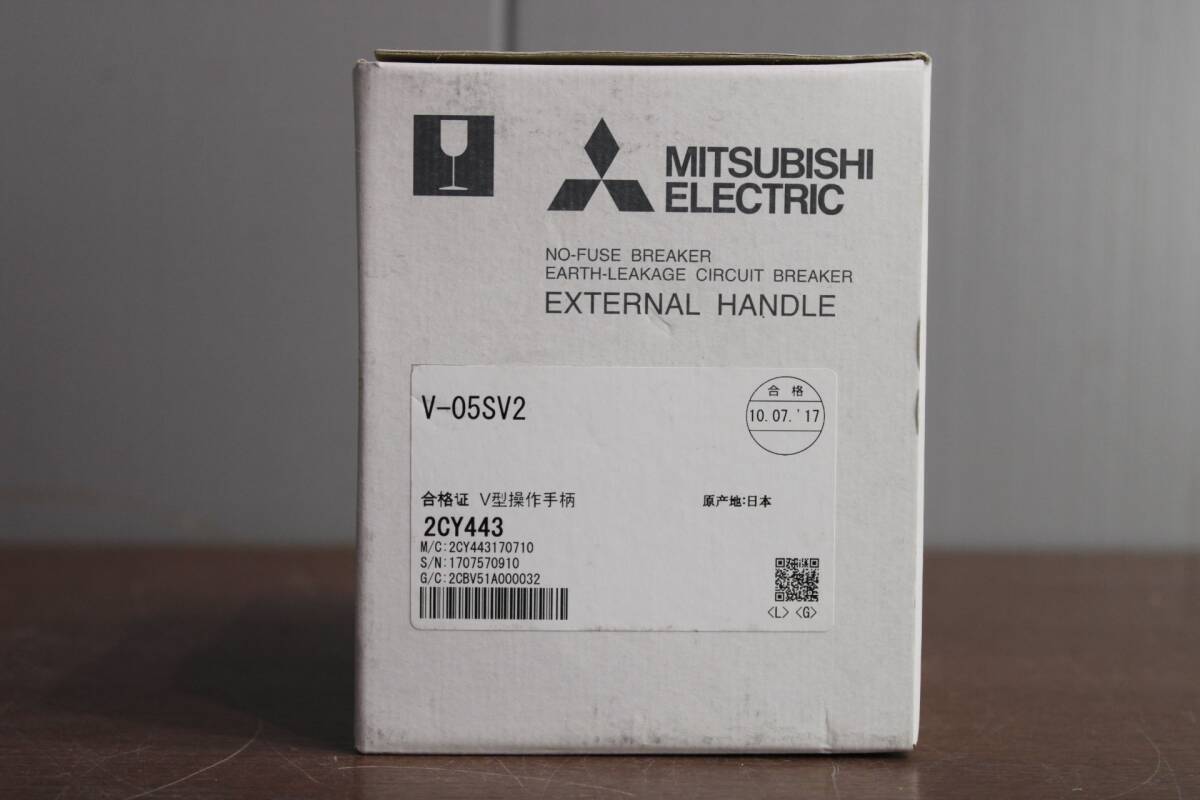 MITSUBISHI
ELECTRIC
NO-FUSE BREAKER
EARTH-LEAKAGE CIRCUIT BREAKER
EXTERNAL HANDLE
V-05SV2
合格
10.07.'17
合格证 V型操作手柄
原产地:日本
2CY443
M/C:2CY443170710
S/N:1707570910
G/C:2CBV51A000032
<L> <G>